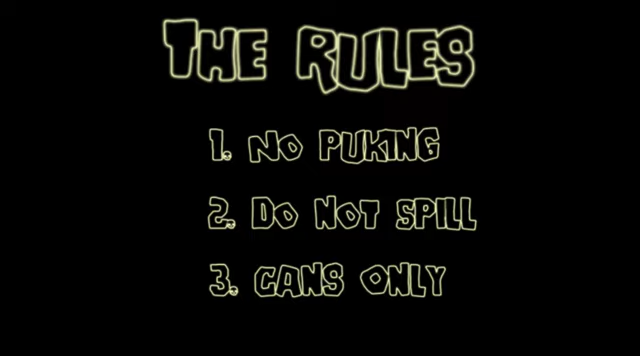 THE RULES
1. NO PUKING
2. DO NOT SPILL
3. CANS ONLY